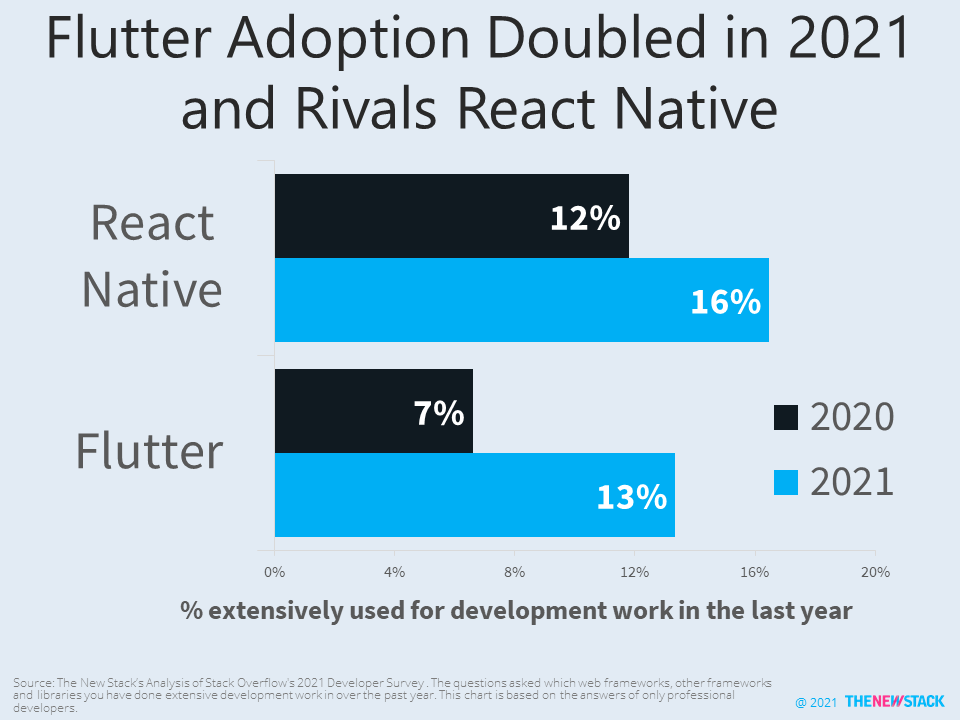 Flutter Adoption Doubled in 2021
and Rivals React Native
React
Native
12%
16%
Flutter
7%
13%
2020
2021
0% 4% 8% 12% 16% 20%
% extensively used for development work in the last year
Source: The New Stack's Analysis of Stack Overflow's 2021 Developer Survey . The questions asked which web frameworks, other frameworks
and libraries you have done extensive development work in over the past year. This chart is based on the answers of only professional
developers.
@ 2021 THENEWSTACK